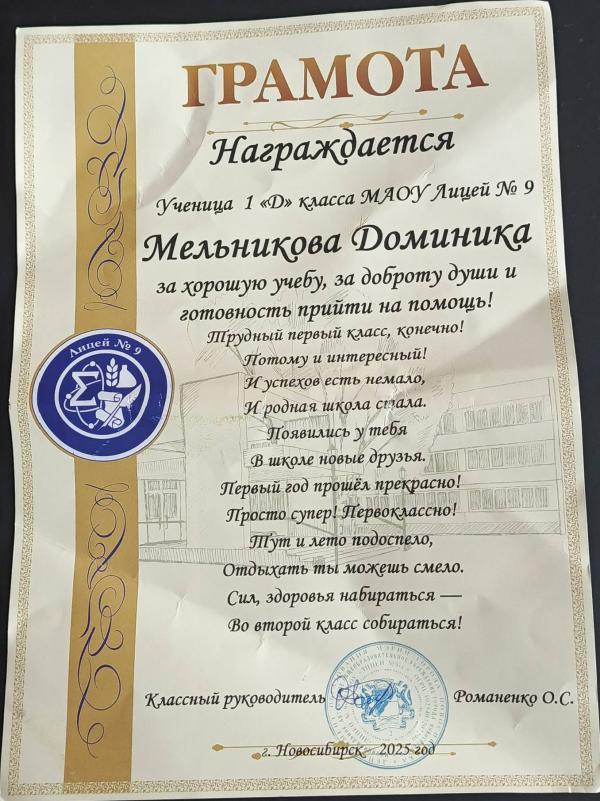 ГРАМОТА
Награждается
Ученица 1 «D» класса МАОУ Лицей № 9
Мельникова Доминика
за хорошую учебу, за доброту души и
готовность прийти на помощь!
Трудный первый класс, конечно!
Потому и интересный!
И успехов есть немало,
И родная школа стала.
Появились у тебя
В школе новые друзья.
Первый год прошёл прекрасно!
Просто супер! Первоклассно!
Тут и лето подоспело,
Отдыхать ты можешь смело.
Сил, здоровья набираться —
Во второй класс собираться!
Лицей № 9
Σ
Классный руководитель Романенко О.С.
г. Новосибирск 2025 год